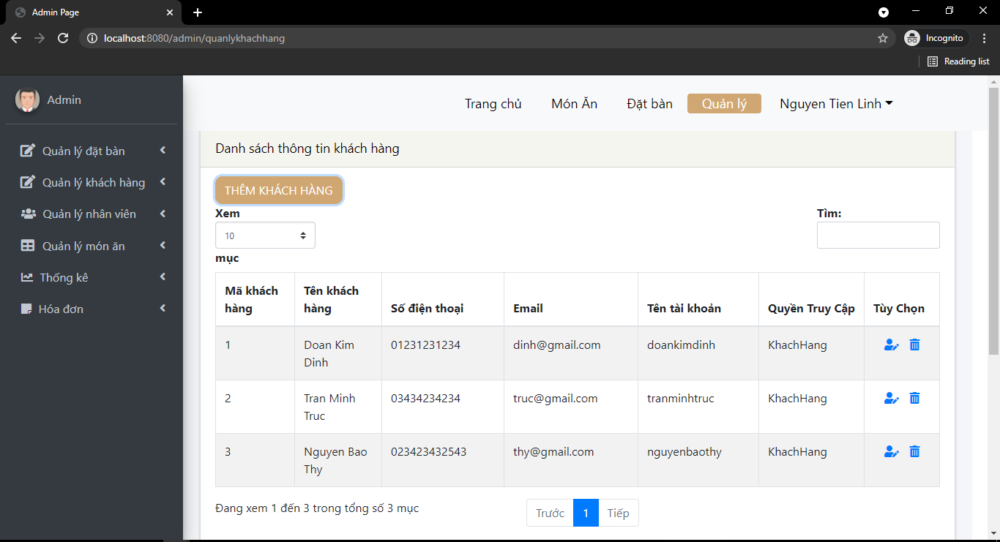 Admin Page
localhost:8080/admin/quanlykhachhang
Incognito
Reading list
Admin
Trang chủ Món Ăn Đặt bàn Quản lý Nguyen Tien Linh
Quản lý đặt bàn
Quản lý khách hàng
Quản lý nhân viên
Quản lý món ăn
Thống kê
Hóa đơn
Danh sách thông tin khách hàng
THÊM KHÁCH HÀNG
Xem
10
mục
Tìm:
Mã khách hàng Tên khách hàng Số điện thoại Email Tên tài khoản Quyền Truy Cập Tùy Chọn
1 Doan Kim Dinh 01231231234 dinh@gmail.com doankimdinh KhachHang
2 Tran Minh Truc 03434234234 truc@gmail.com tranminhtruc KhachHang
3 Nguyen Bao Thy 023423432543 thy@gmail.com nguyenbaothy KhachHang
Đang xem 1 đến 3 trong tổng số 3 mục
Trước 1 Tiếp